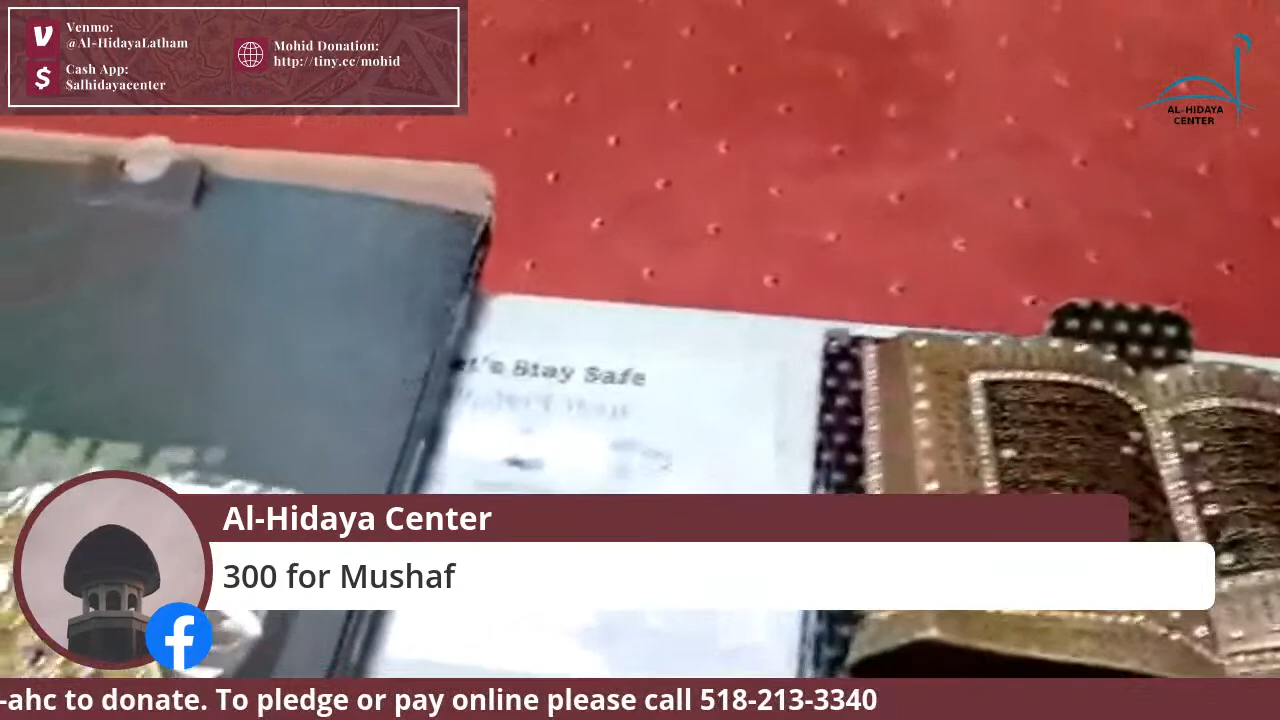 Venmo:
@Al-HidayaLatham
Cash App:
$alhidayacenter
Mohid Donation:
http://tiny.cc/mohid
AL-HIDAYA
CENTER
Let's Stay Safe
Al-Hidaya Center
300 for Mushaf
-ahc to donate. To pledge or pay online please call 518-213-3340